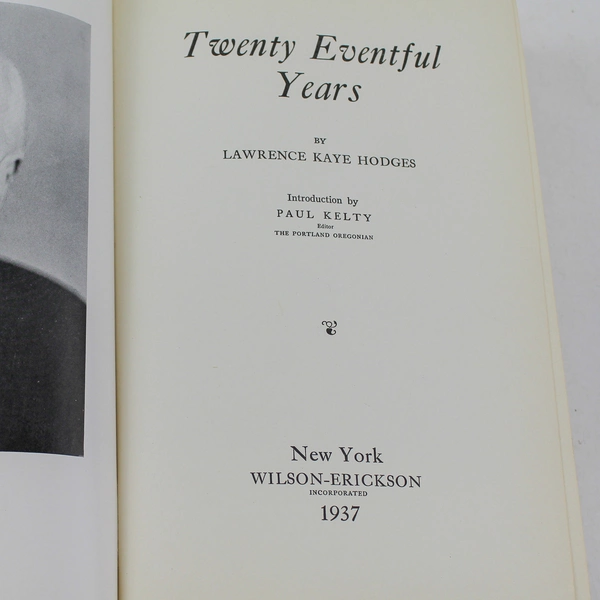 Twenty Eventful
Years
BY
LAWRENCE KAYE HODGES
Introduction by
PAUL KELTY
Editor
THE PORTLAND OREGONIAN
New York
WILSON-ERICKSON
INCORPORATED
1937